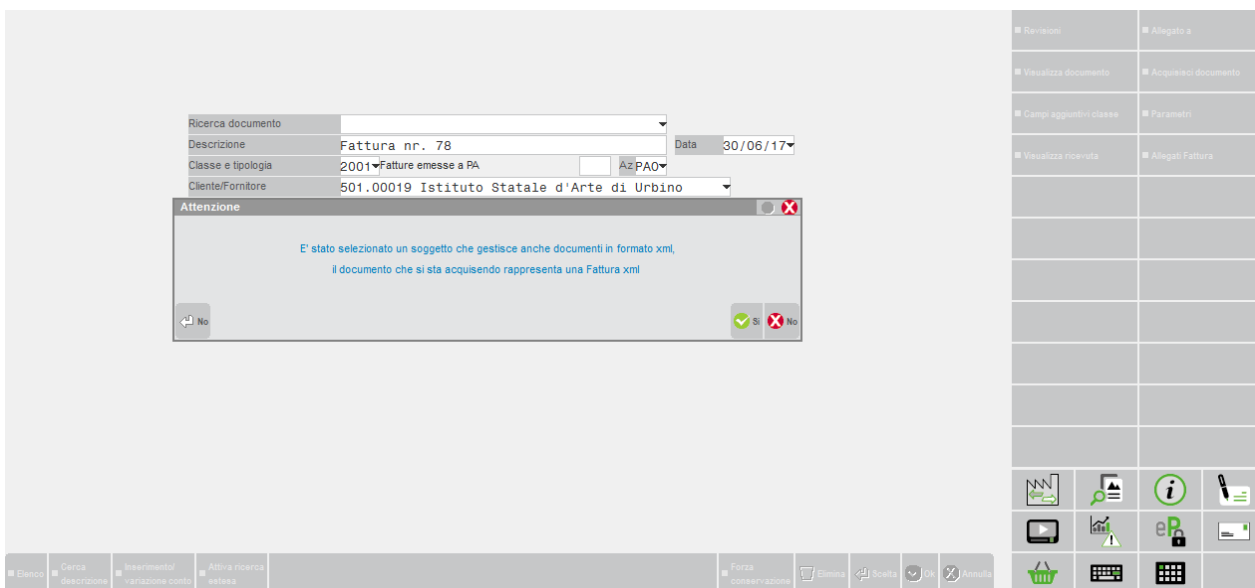 Revisioni
Allegato a
Visualizza documento
Acquisisci documento
Campi aggiuntivi classe
Parametri
Visualizza ricevuta
Allegati Fattura
Ricerca documento
Descrizione Fattura nr. 78 Data 30/06/17
Classe e tipologia 2001 Fatture emesse a PA Az PA0
Cliente/Fornitore 501.00019 Istituto Statale d'Arte di Urbino
Attenzione
E' stato selezionato un soggetto che gestisce anche documenti in formato xml,
il documento che si sta acquisendo rappresenta una Fattura xml
No
Si No
Elenco
Cerca
descrizione
Inserimento/
variazione conto
Attiva ricerca
estesa
Forza
conservazione
Elimina
Scelta
Ok
Annulla
i
eP